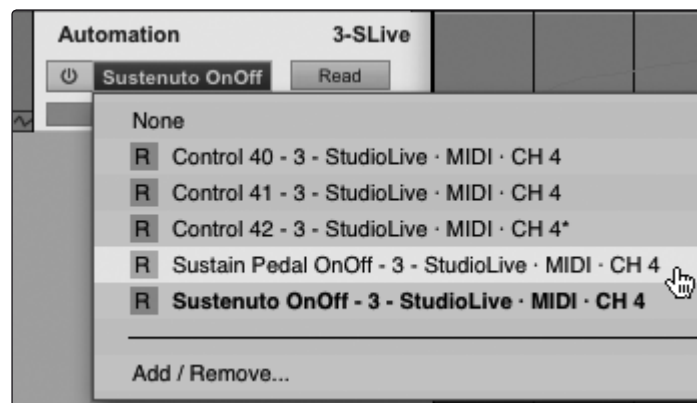 Automation 3-SLive
Sustenuto OnOff Read
None
R Control 40 - 3 - StudioLive · MIDI · CH 4
R Control 41 - 3 - StudioLive · MIDI · CH 4
R Control 42 - 3 - StudioLive · MIDI · CH 4*
R Sustain Pedal OnOff - 3 - StudioLive · MIDI · CH 4
R Sustenuto OnOff - 3 - StudioLive · MIDI · CH 4
Add / Remove...